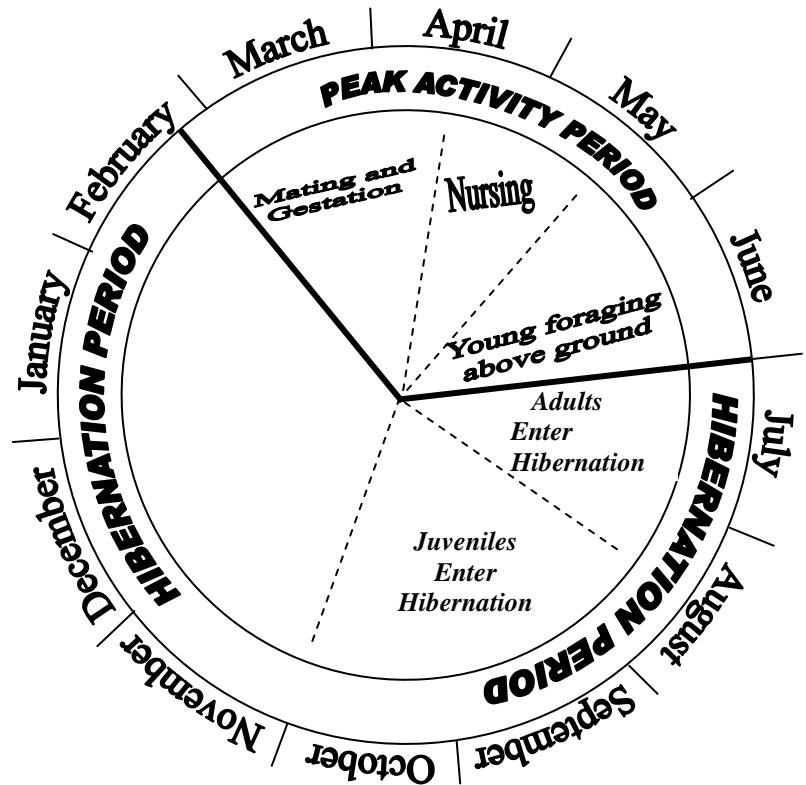 January
February
March
April
May
June
July
August
September
October
November
December
PEAK ACTIVITY PERIOD
HIBERNATION PERIOD
HIBERNATION PERIOD
Mating and
Gestation
Nursing
Young foraging
above ground
Adults
Enter
Hibernation
Juveniles
Enter
Hibernation